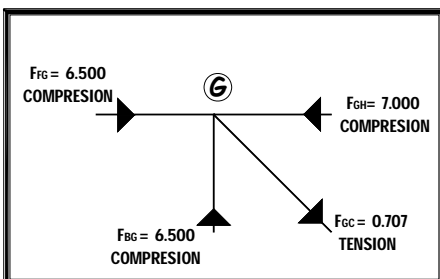 FFG = 6.500
COMPRESION
G
FGH= 7.000
COMPRESION
FBG = 6.500
COMPRESION
FGC = 0.707
TENSION